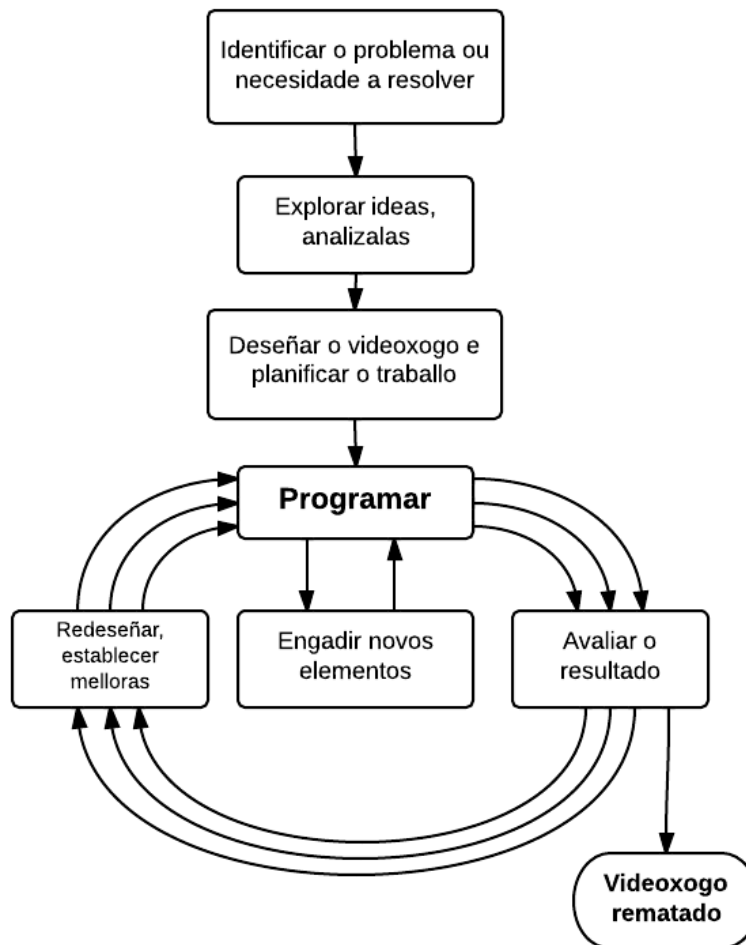 Identificar o problema ou
necesidade a resolver
Explorar ideas,
analizalas
Deseñar o videoxogo e
planificar o traballo
Programar
Redeseñar,
establecer
melloras
Engadir novos
elementos
Avaliar o
resultado
Videoxogo
rematado